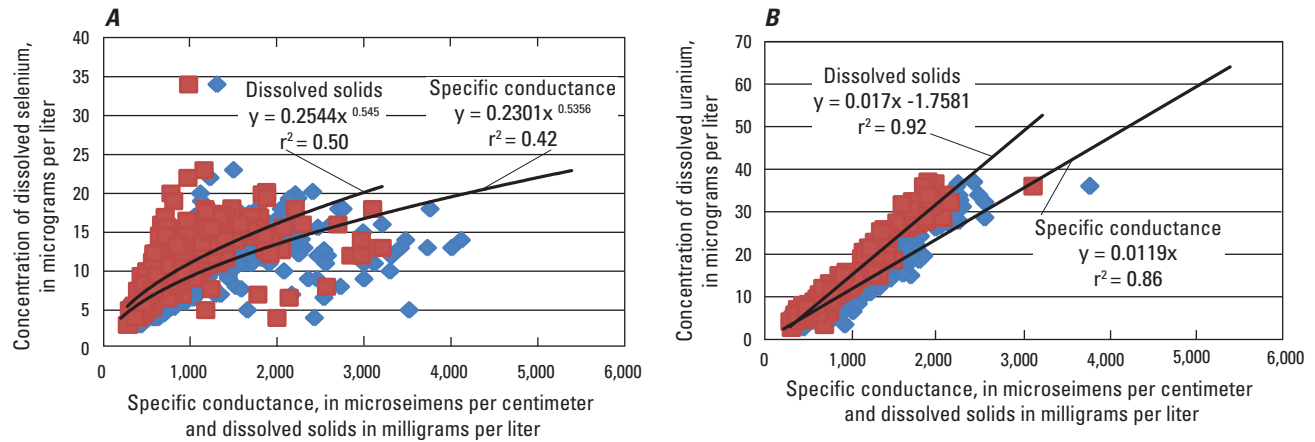 A
Concentration of dissolved selenium,
in micrograms per liter
40
35
30
25
20
15
10
5
0
Dissolved solids
y = 0.2544x 0.545
r2 = 0.50
Specific conductance
y = 0.2301x 0.5356
r2 = 0.42
0
1,000
2,000
3,000
4,000
5,000
6,000
Specific conductance, in microseimens per centimeter
and dissolved solids in milligrams per liter
B
Concentration of dissolved uranium,
in micrograms per liter
70
60
50
40
30
20
10
0
Dissolved solids
y = 0.017x -1.7581
r2 = 0.92
Specific conductance
y = 0.0119x
r2 = 0.86
0
1,000
2,000
3,000
4,000
5,000
6,000
Specific conductance, in microseimens per centimeter
and dissolved solids in milligrams per liter